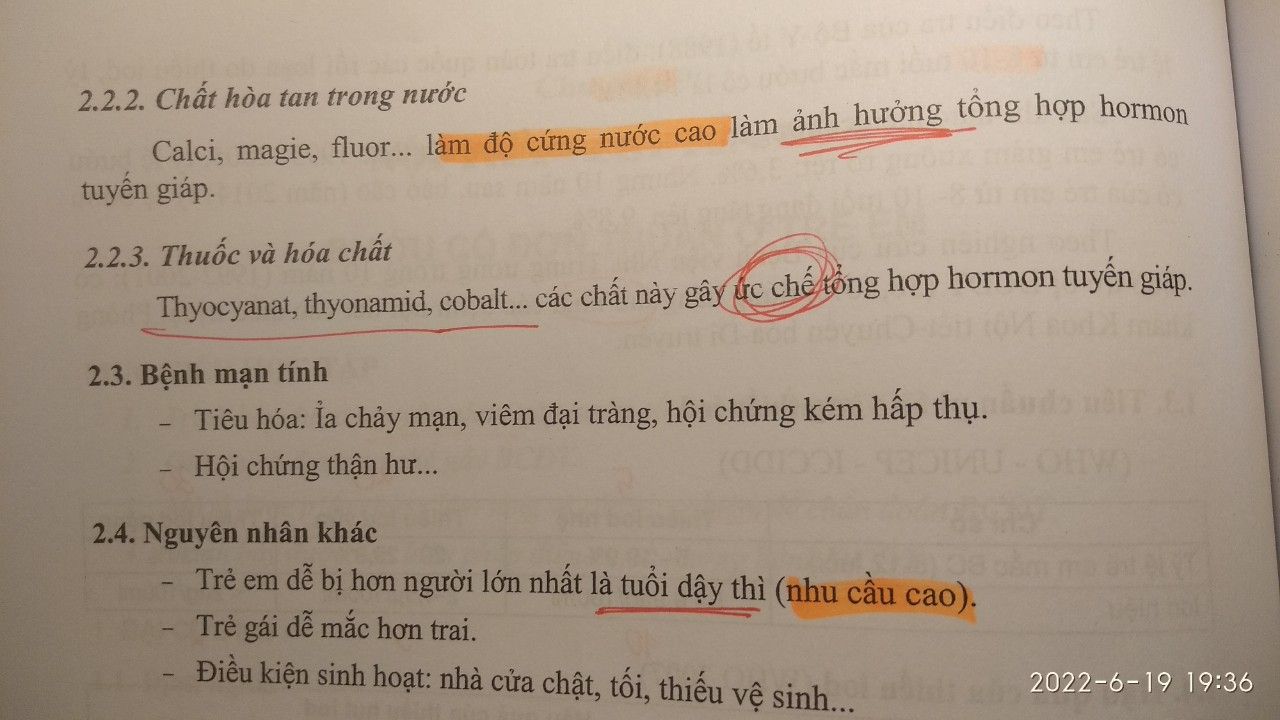 2.2.2. Chất hòa tan trong nước
Calci, magie, fluor... làm độ cứng nước cao làm ảnh hưởng tổng hợp hormon
tuyến giáp.
2.2.3. Thuốc và hóa chất
Thyocyanat, thyonamid, cobalt... các chất này gây ức chế tổng hợp hormon tuyến giáp.
2.3. Bệnh mạn tính
– Tiêu hóa: Ỉa chảy mạn, viêm đại tràng, hội chứng kém hấp thụ.
– Hội chứng thận hư...
2.4. Nguyên nhân khác
– Trẻ em dễ bị hơn người lớn nhất là tuổi dậy thì (nhu cầu cao).
– Trẻ gái dễ mắc hơn trai.
– Điều kiện sinh hoạt: nhà cửa chật, tối, thiếu vệ sinh...
2022-6-19 19:36